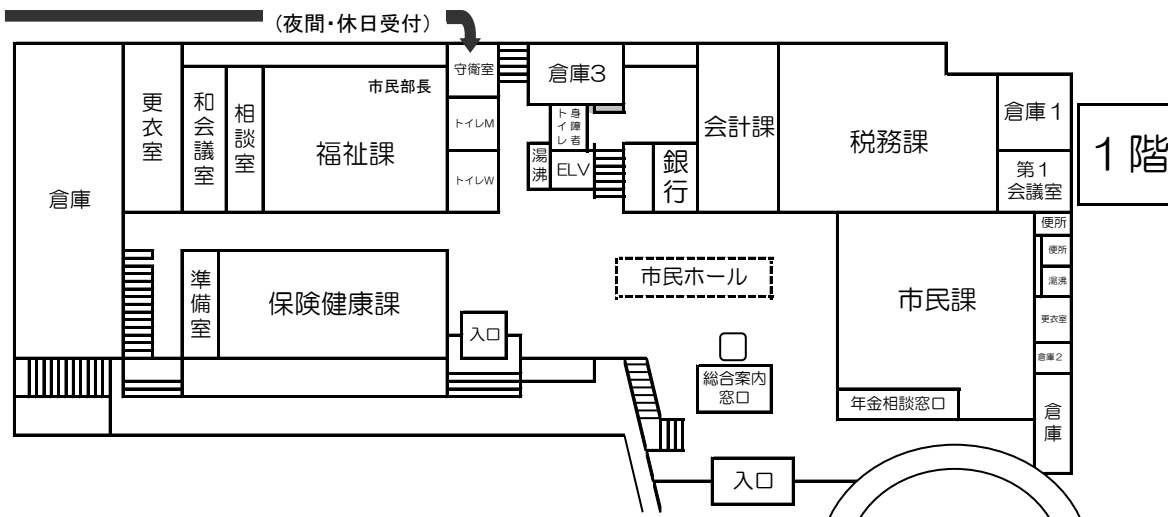 (夜間・休日受付)
守衛室
倉庫3
市民部長
更衣室
和会議室
相談室
福祉課
トイレM
トイレW
身障者
トイレ
湯沸
ELV
銀行
会計課
税務課
倉庫1
第1
会議室
1階
倉庫
便所
便所
湯沸
更衣室
倉庫2
倉庫
準備室
保険健康課
入口
市民ホール
市民課
総合案内
窓口
年金相談窓口
入口